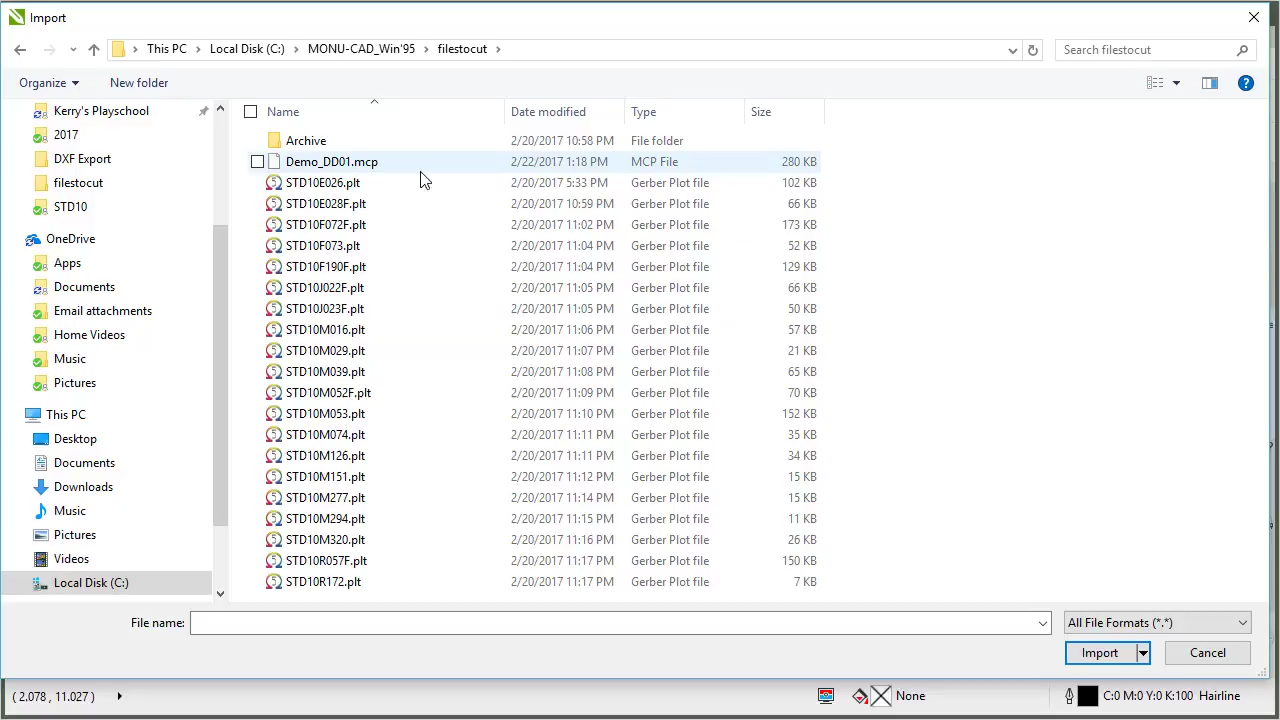 Import
This PC > Local Disk (C:) > MONU-CAD_Win'95 > filestocut >
Search filestocut
Organize
New folder
Kerry's Playschool
2017
DXF Export
filestocut
STD10
OneDrive
Apps
Documents
Email attachments
Home Videos
Music
Pictures
This PC
Desktop
Documents
Downloads
Music
Pictures
Videos
Local Disk (C:)
Name Date modified Type Size
Archive 2/20/2017 10:58 PM File folder
Demo_DD01.mcp 2/22/2017 1:18 PM MCP File 280 KB
STD10E026.plt 2/20/2017 5:33 PM Gerber Plot file 102 KB
STD10E028F.plt 2/20/2017 10:59 PM Gerber Plot file 66 KB
STD10F072F.plt 2/20/2017 11:02 PM Gerber Plot file 173 KB
STD10F073.plt 2/20/2017 11:04 PM Gerber Plot file 52 KB
STD10F190F.plt 2/20/2017 11:04 PM Gerber Plot file 129 KB
STD10J022F.plt 2/20/2017 11:05 PM Gerber Plot file 66 KB
STD10J023F.plt 2/20/2017 11:05 PM Gerber Plot file 50 KB
STD10M016.plt 2/20/2017 11:06 PM Gerber Plot file 57 KB
STD10M029.plt 2/20/2017 11:07 PM Gerber Plot file 21 KB
STD10M039.plt 2/20/2017 11:08 PM Gerber Plot file 65 KB
STD10M052F.plt 2/20/2017 11:09 PM Gerber Plot file 70 KB
STD10M053.plt 2/20/2017 11:10 PM Gerber Plot file 152 KB
STD10M074.plt 2/20/2017 11:11 PM Gerber Plot file 35 KB
STD10M126.plt 2/20/2017 11:11 PM Gerber Plot file 34 KB
STD10M151.plt 2/20/2017 11:12 PM Gerber Plot file 15 KB
STD10M277.plt 2/20/2017 11:14 PM Gerber Plot file 15 KB
STD10M294.plt 2/20/2017 11:15 PM Gerber Plot file 11 KB
STD10M320.plt 2/20/2017 11:16 PM Gerber Plot file 26 KB
STD10R057F.plt 2/20/2017 11:17 PM Gerber Plot file 150 KB
STD10R172.plt 2/20/2017 11:17 PM Gerber Plot file 7 KB
File name:
All File Formats (*.*)
Import
Cancel
( 2.078 , 11.027 )
None
C:0 M:0 Y:0 K:100 Hairline